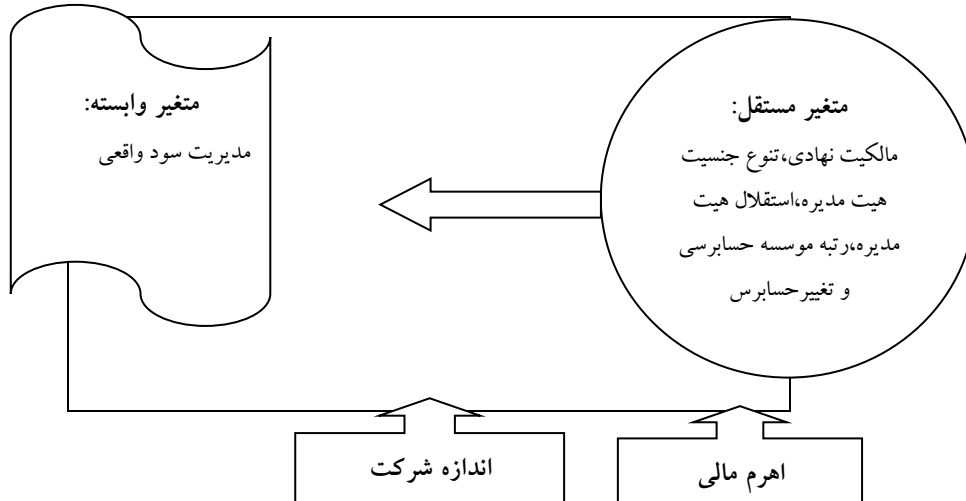 متغیر مستقل:
مالکیت نهادی،تنوع جنسیت
هیت مدیره،استقلال هیت
مدیره،رتبه موسسه حسابرسی
و تغییرحسابرس
متغیر وابسته:
مدیریت سود واقعی
اهرم مالی
اندازه شرکت